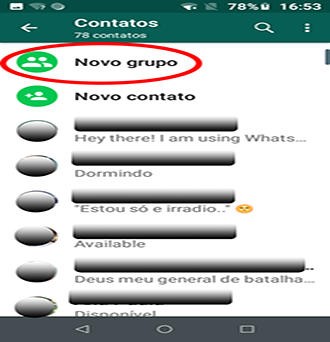 78% 16:53
Contatos
78 contatos
Novo grupo
Novo contato
Hey there! I am using Whats...
Dormindo
"Estou só e irradio.." 😊
Available
..
Deus meu general de batalha...
Disponível